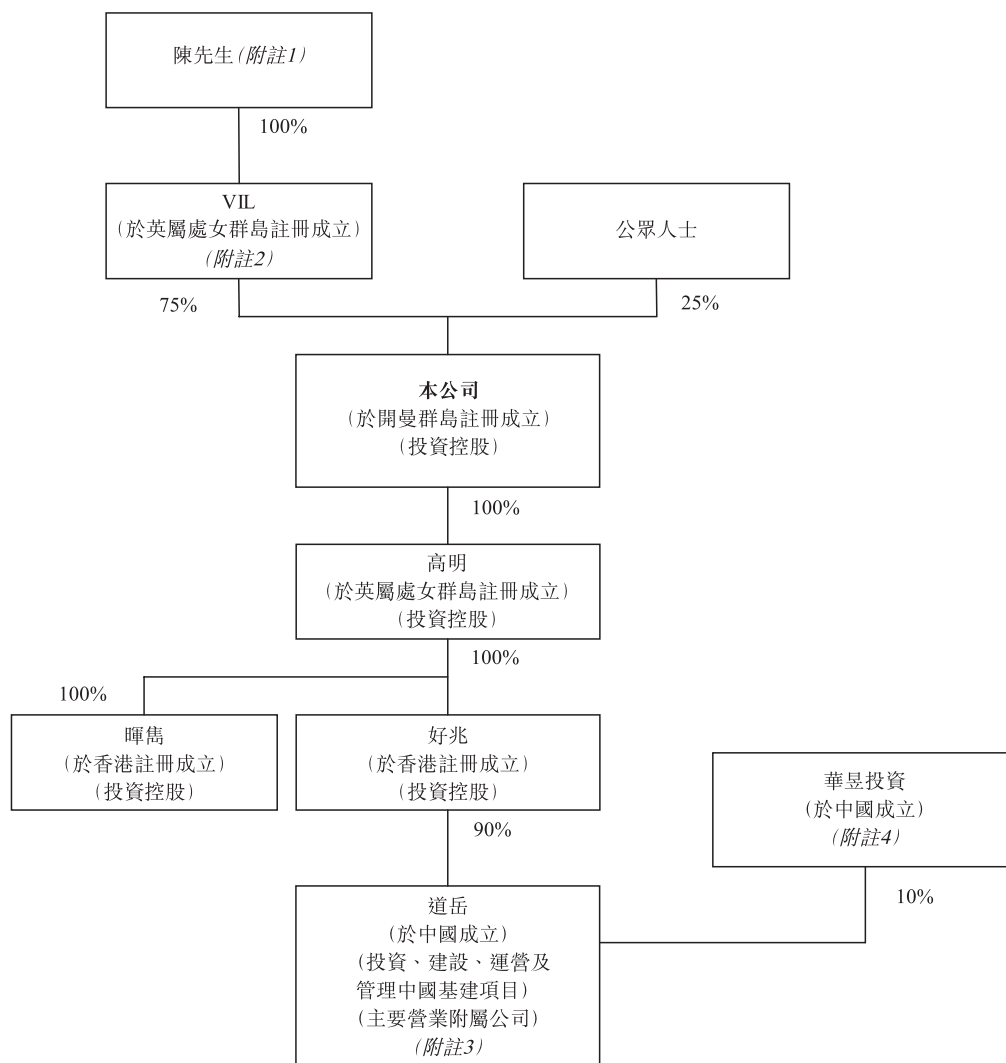 陳先生(附註1)
100%
VIL
(於英屬處女群島註冊成立)
(附註2)
公眾人士
75%
25%
本公司
(於開曼群島註冊成立)
(投資控股)
100%
高明
(於英屬處女群島註冊成立)
(投資控股)
100%
100%
暉雋
(於香港註冊成立)
(投資控股)
好兆
(於香港註冊成立)
(投資控股)
華昱投資
(於中國成立)
(附註4)
90%
10%
道岳
(於中國成立)
(投資、建設、運營及
管理中國基建項目)
(主要營業附屬公司)
(附註3)